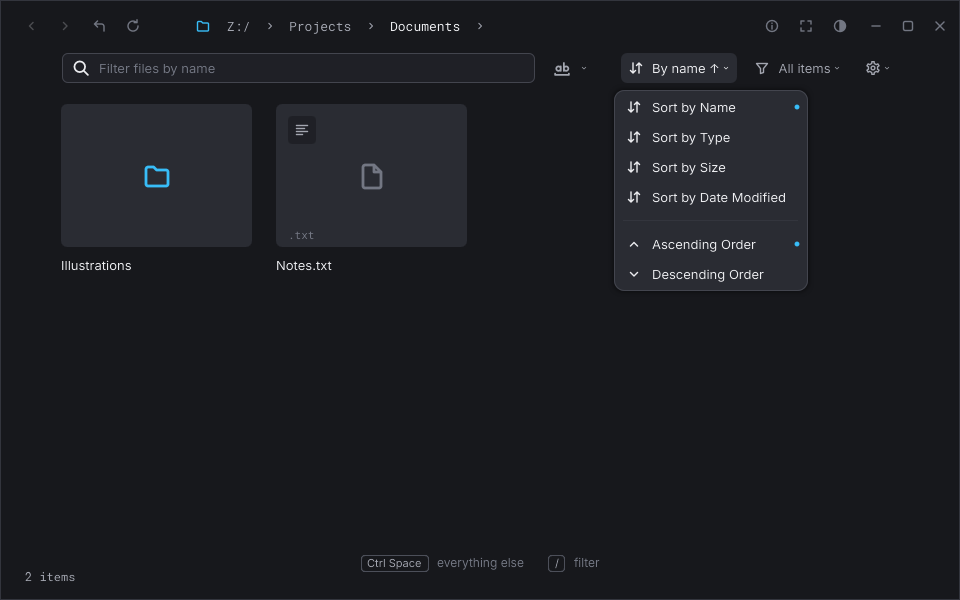 Z:/ Projects Documents
Filter files by name
ab
By name ↑
All items
Sort by Name
Sort by Type
Sort by Size
Sort by Date Modified
Ascending Order
Descending Order
.txt
Illustrations
Notes.txt
Ctrl Space everything else / filter
2 items